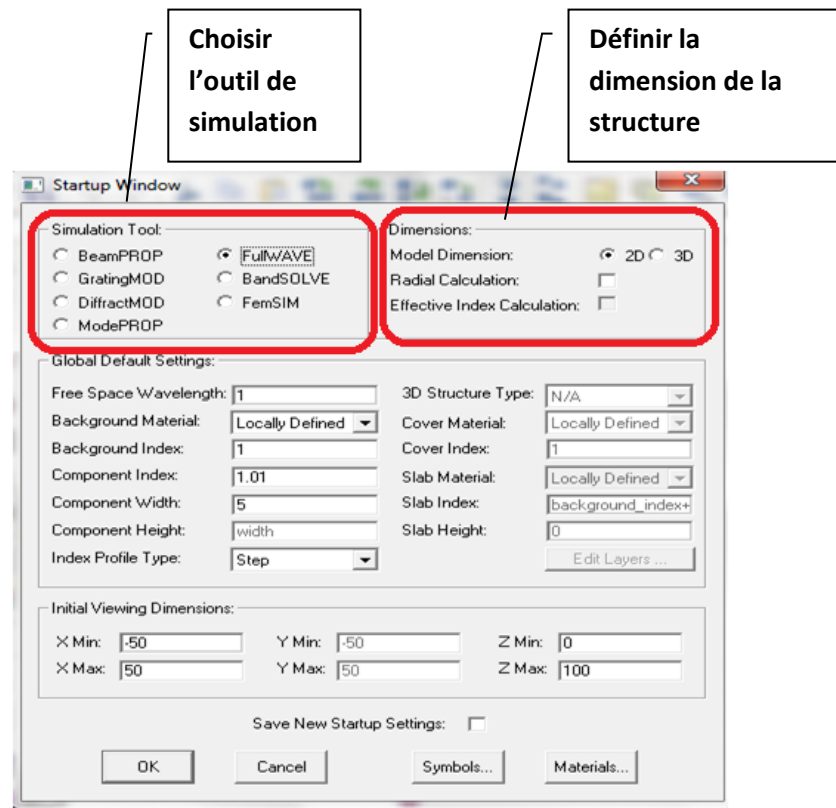 Choisir
l’outil de
simulation
Définir la
dimension de la
structure
Startup Window
Simulation Tool:
BeamPROP
FullWAVE
GratingMOD
BandSOLVE
DiffractMOD
FemSIM
ModePROP
Dimensions:
Model Dimension:
2D
3D
Radial Calculation:
Effective Index Calculation:
Global Default Settings:
Free Space Wavelength: 1
3D Structure Type: N/A
Background Material: Locally Defined
Cover Material: Locally Defined
Background Index: 1
Cover Index: 1
Component Index: 1.01
Slab Material: Locally Defined
Component Width: 5
Slab Index: background_index+
Component Height: width
Slab Height: 0
Index Profile Type: Step
Edit Layers ...
Initial Viewing Dimensions:
X Min: -50
Y Min: -50
Z Min: 0
X Max: 50
Y Max: 50
Z Max: 100
Save New Startup Settings:
OK
Cancel
Symbols...
Materials...